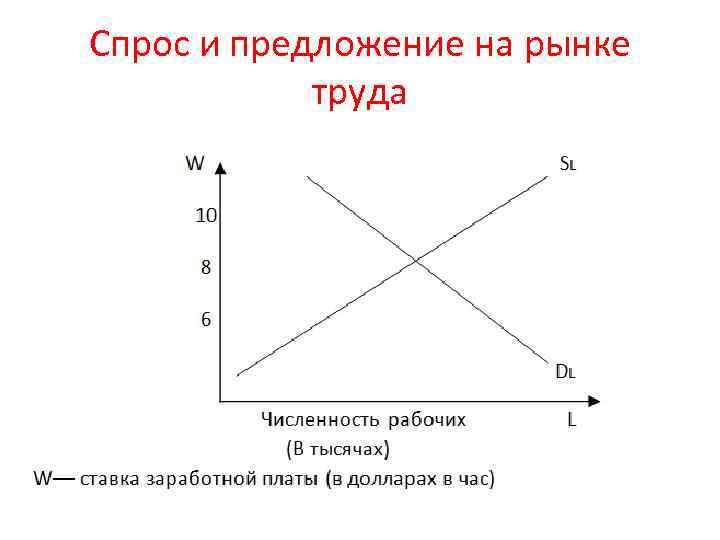 Спрос и предложение на рынке
труда
W
SL
10
8
6
DL
Численность рабочих
L
(В тысячах)
W— ставка заработной платы (в долларах в час)